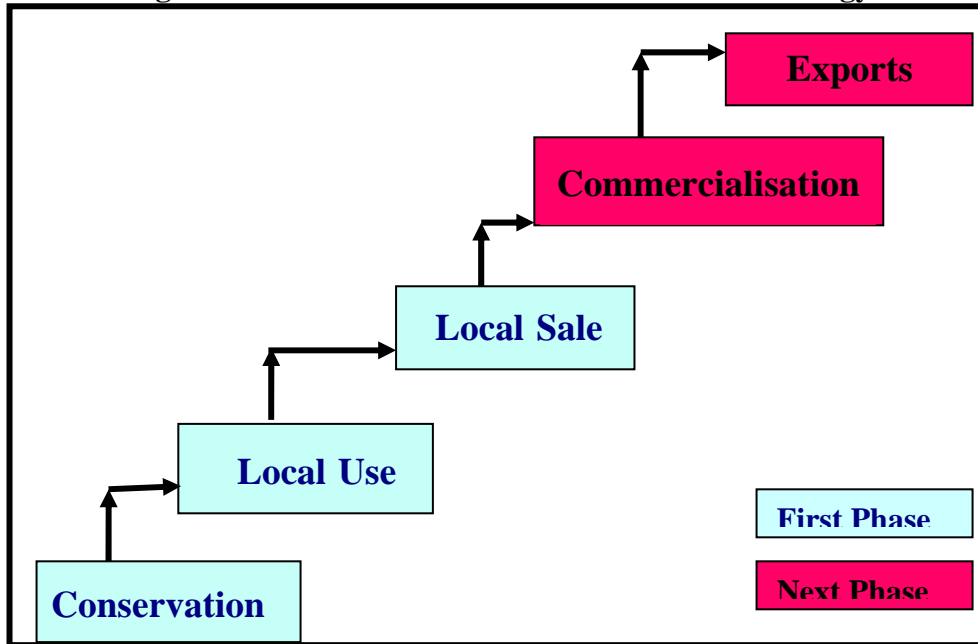 Exports
Commercialisation
Local Sale
Local Use
First Phase
Next Phase
Conservation